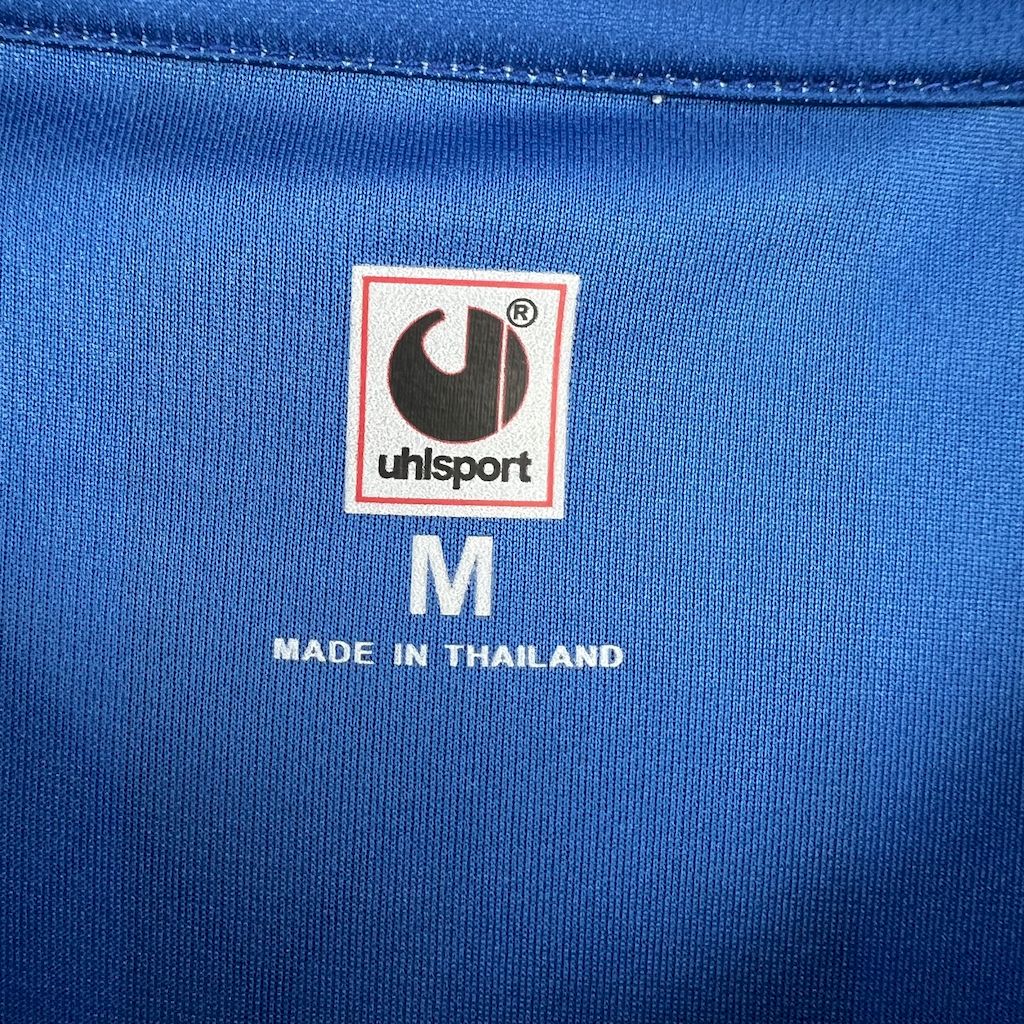 ®
uhlsport
M
MADE IN THAILAND